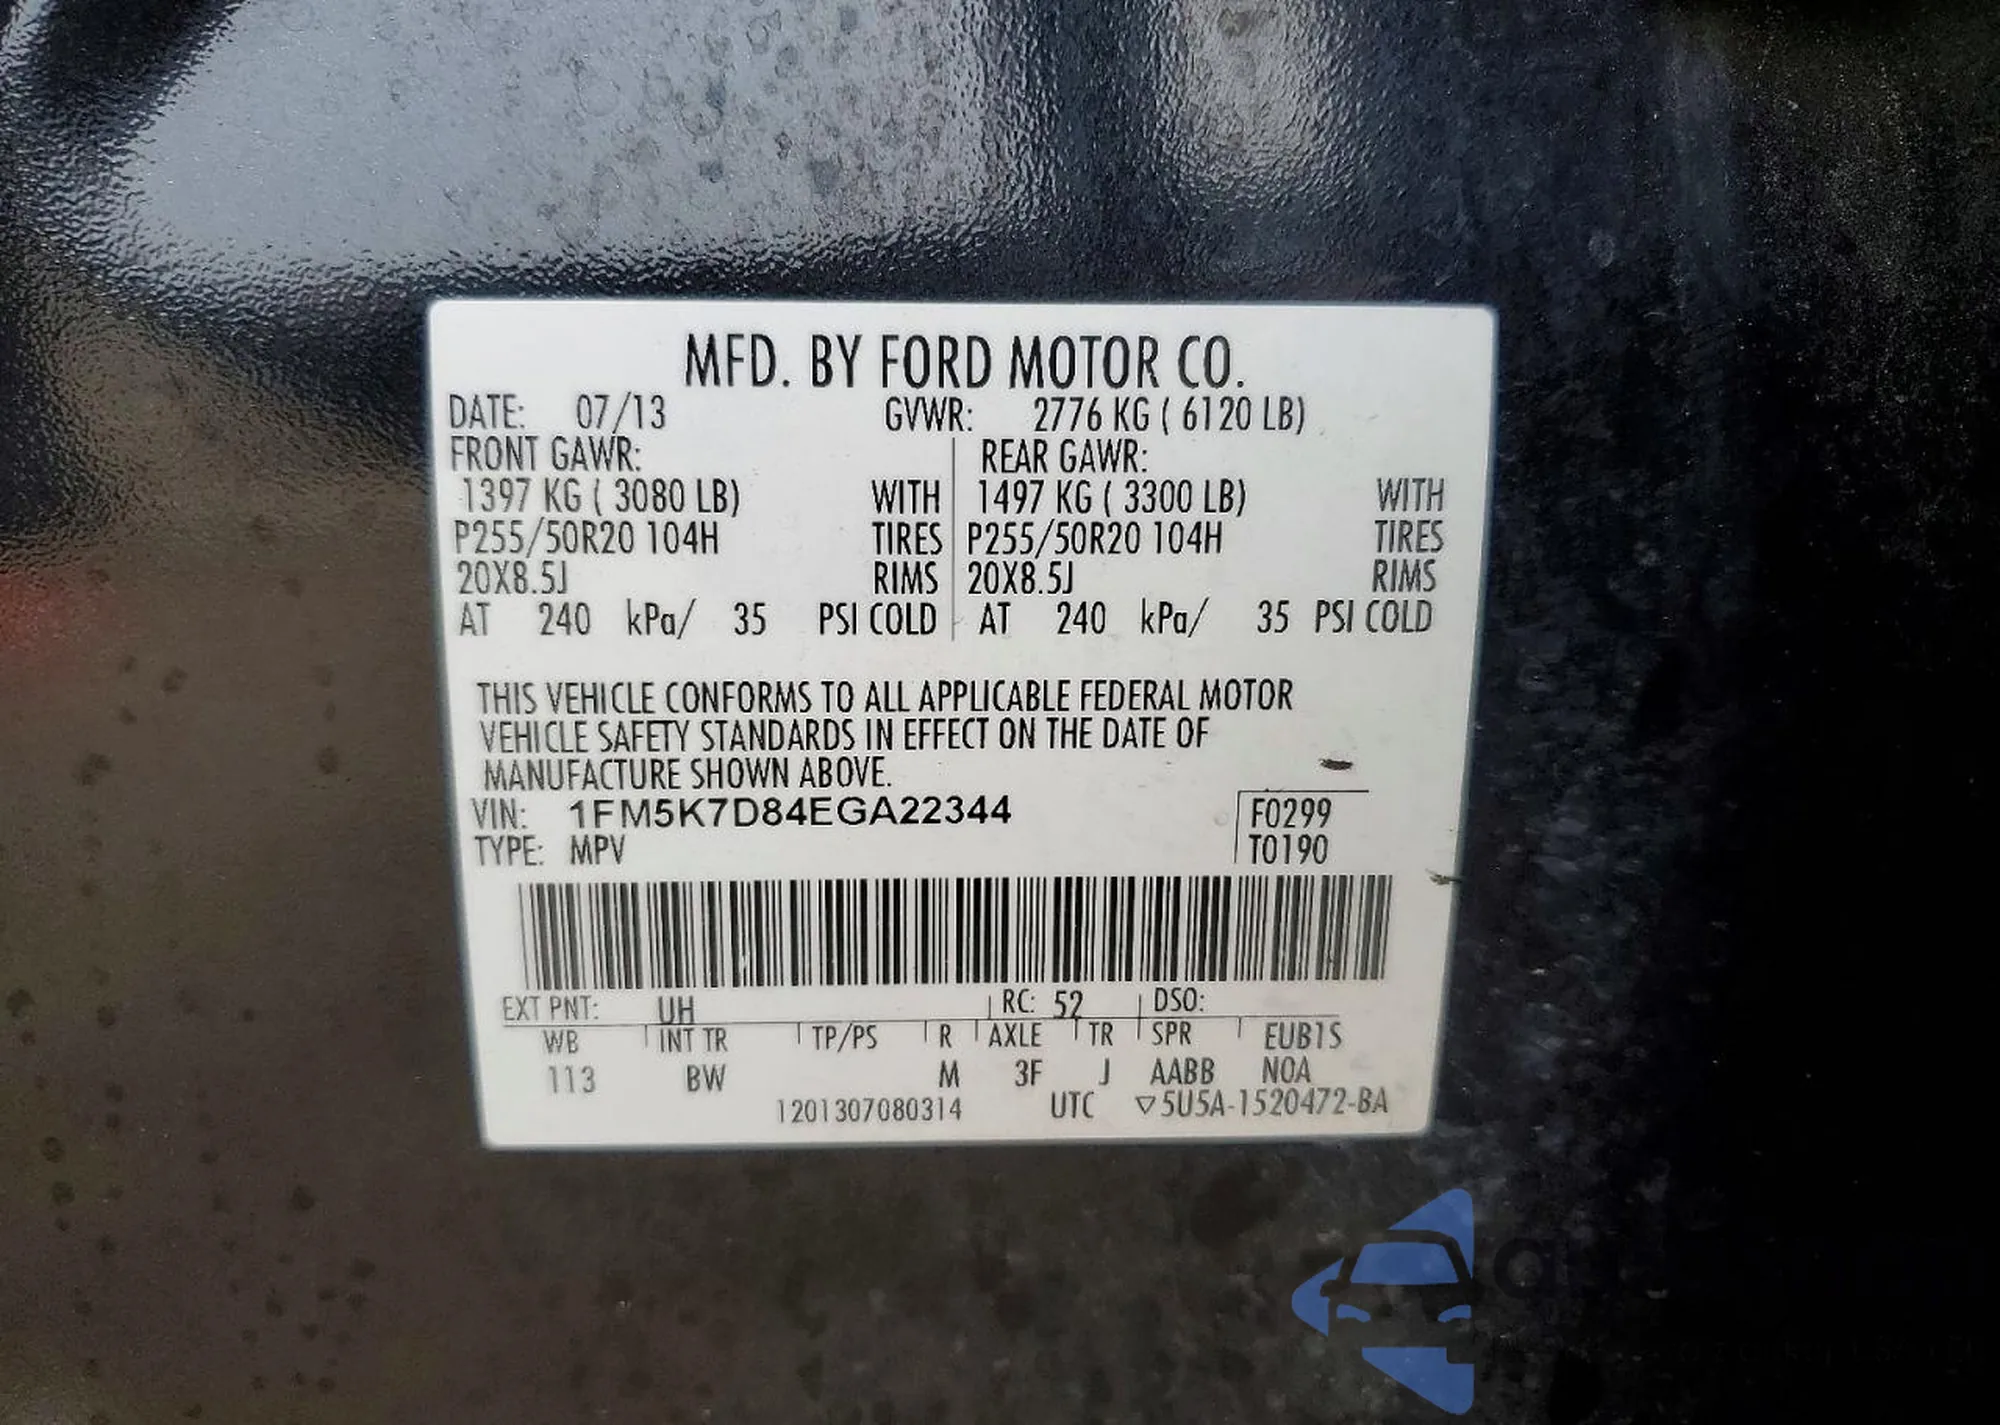 MFD. BY FORD MOTOR CO.
DATE: 07/13 GVWR: 2776 KG ( 6120 LB)
FRONT GAWR: REAR GAWR:
1397 KG ( 3080 LB) WITH 1497 KG ( 3300 LB) WITH
P255/50R20 104H TIRES P255/50R20 104H TIRES
20X8.5J RIMS 20X8.5J RIMS
AT 240 kPa/ 35 PSI COLD AT 240 kPa/ 35 PSI COLD
THIS VEHICLE CONFORMS TO ALL APPLICABLE FEDERAL MOTOR
VEHICLE SAFETY STANDARDS IN EFFECT ON THE DATE OF
MANUFACTURE SHOWN ABOVE.
VIN: 1FM5K7D84EGA22344 F0299
TYPE: MPV T0190
EXT PNT: UH RC: 52 DSO:
WB INT TR TP/PS R AXLE TR SPR EUB1S
113 BW M 3F J AABB NOA
1201307080314 UTC ▽5U5A-1520472-BA